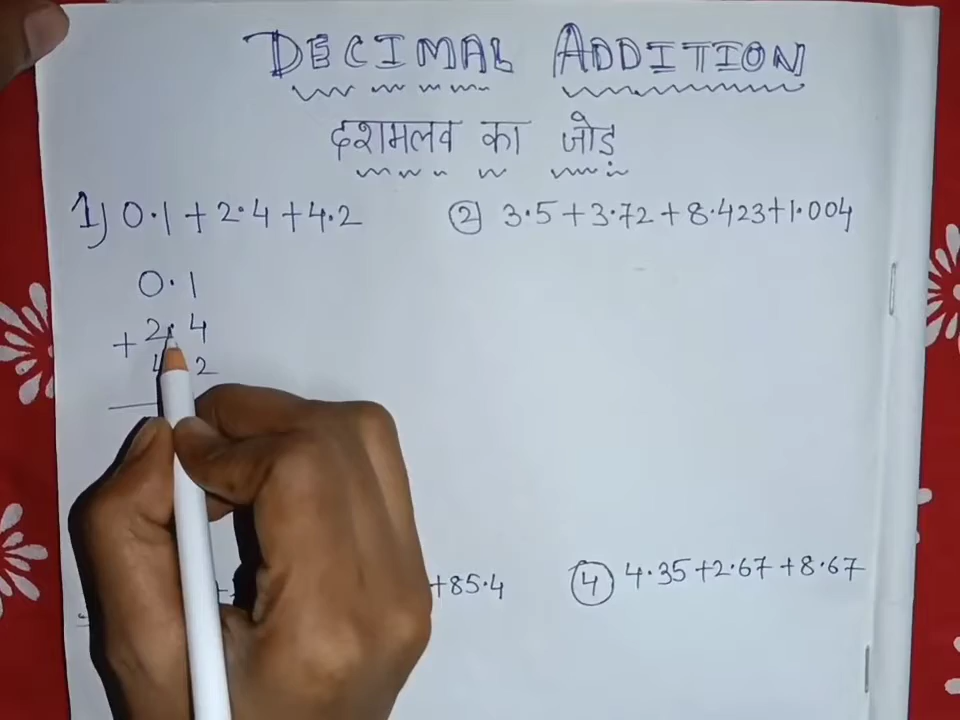 DECIMAL ADDITION
दशमलव का जोड़
1) 0.1 + 2.4 + 4.2
② 3.5 + 3.72 + 8.423 + 1.004
0.1
+ 2.4
4 2
+85.4
④ 4.35 + 2.67 + 8.67